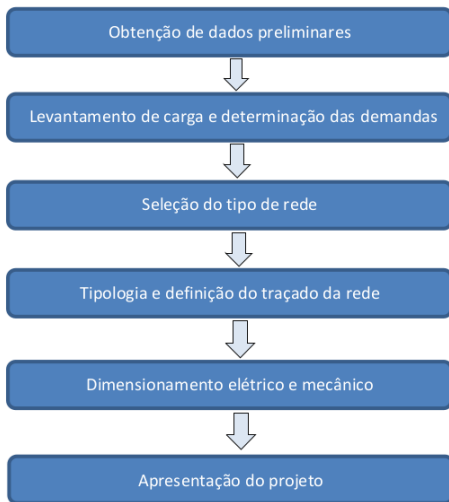 Obtenção de dados preliminares
Levantamento de carga e determinação das demandas
Seleção do tipo de rede
Tipologia e definição do traçado da rede
Dimensionamento elétrico e mecânico
Apresentação do projeto